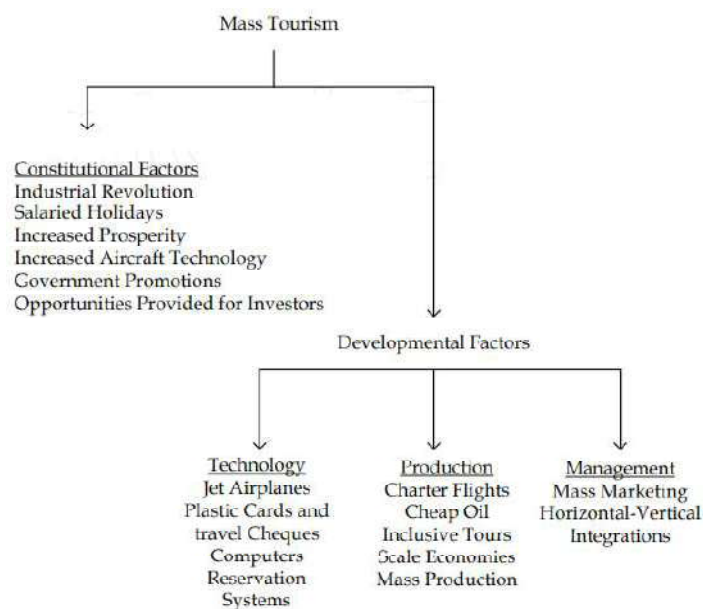 Mass Tourism
Constitutional Factors
Industrial Revolution
Salaried Holidays
Increased Prosperity
Increased Aircraft Technology
Government Promotions
Opportunities Provided for Investors
Developmental Factors
Technology
Jet Airplanes
Plastic Cards and
travel Cheques
Computers
Reservation
Systems
Production
Charter Flights
Cheap Oil
Inclusive Tours
Scale Economies
Mass Production
Management
Mass Marketing
Horizontal-Vertical
Integrations